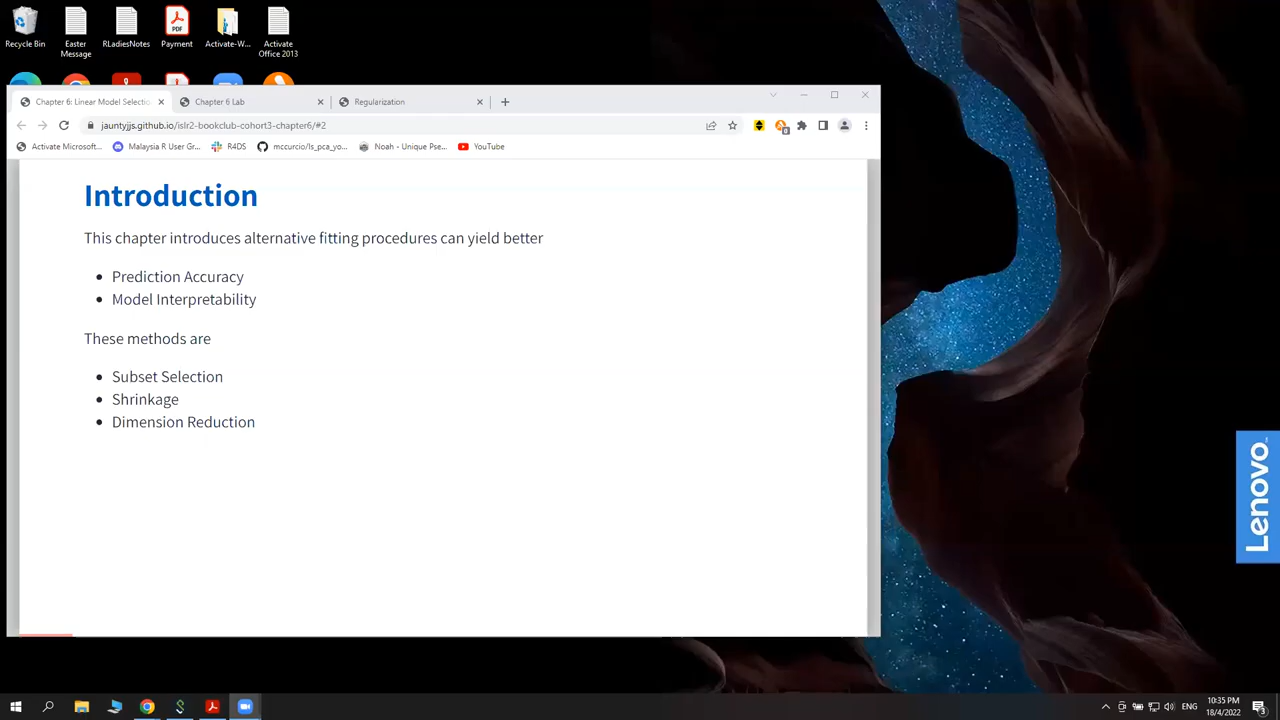 Recycle Bin
Easter Message
RLadiesNotes
Payment
Activate-W...
Activate Office 2013
Chapter 6: Linear Model Selectio
Chapter 6 Lab
Regularization
jauntyjjs.github.io/islr2-bookclub-cohort3-chapter6/#2
Activate Microsoft...
Malaysia R User Gr...
R4DS
mccurcio/ls_pca_yo...
Noah - Unique Pse...
YouTube
Introduction
This chapter introduces alternative fitting procedures can yield better
Prediction Accuracy
Model Interpretability
These methods are
Subset Selection
Shrinkage
Dimension Reduction
Lenovo
ENG
10:35 PM
18/4/2022